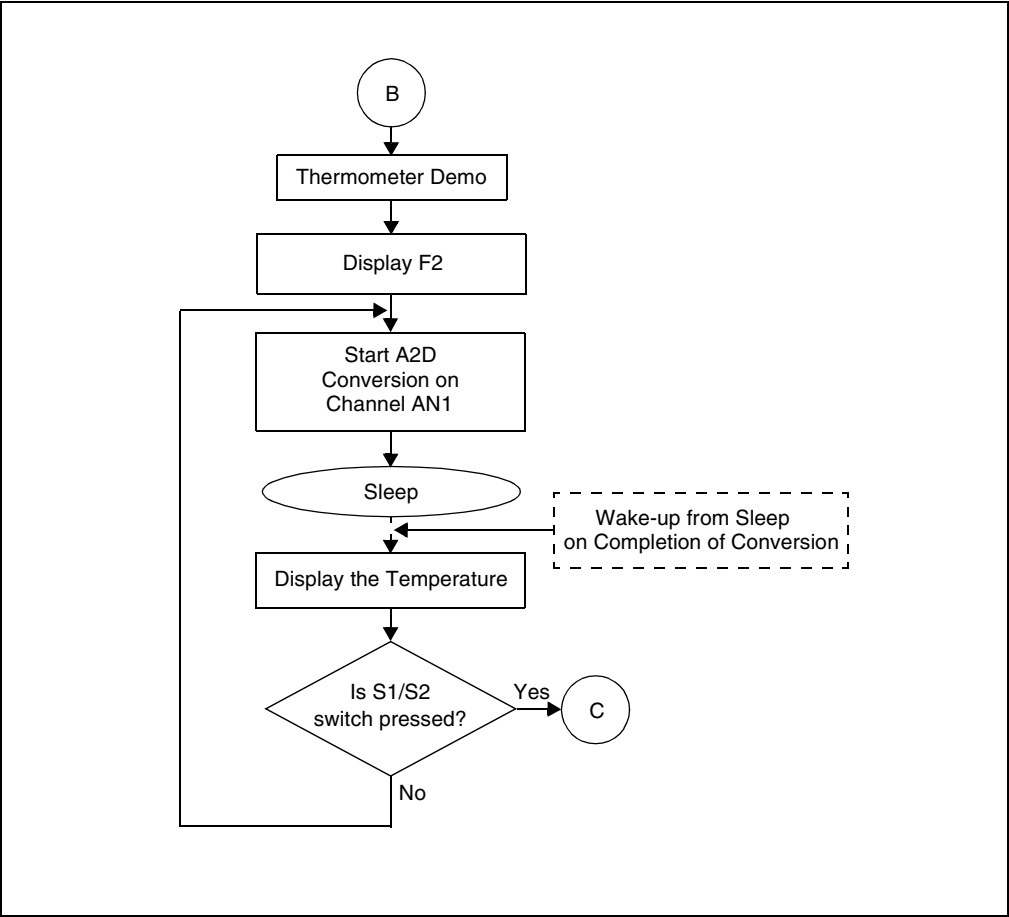 B
Thermometer Demo
Display F2
Start A2D
Conversion on
Channel AN1
Sleep
Wake-up from Sleep
on Completion of Conversion
Display the Temperature
Is S1/S2
switch pressed?
Yes
C
No